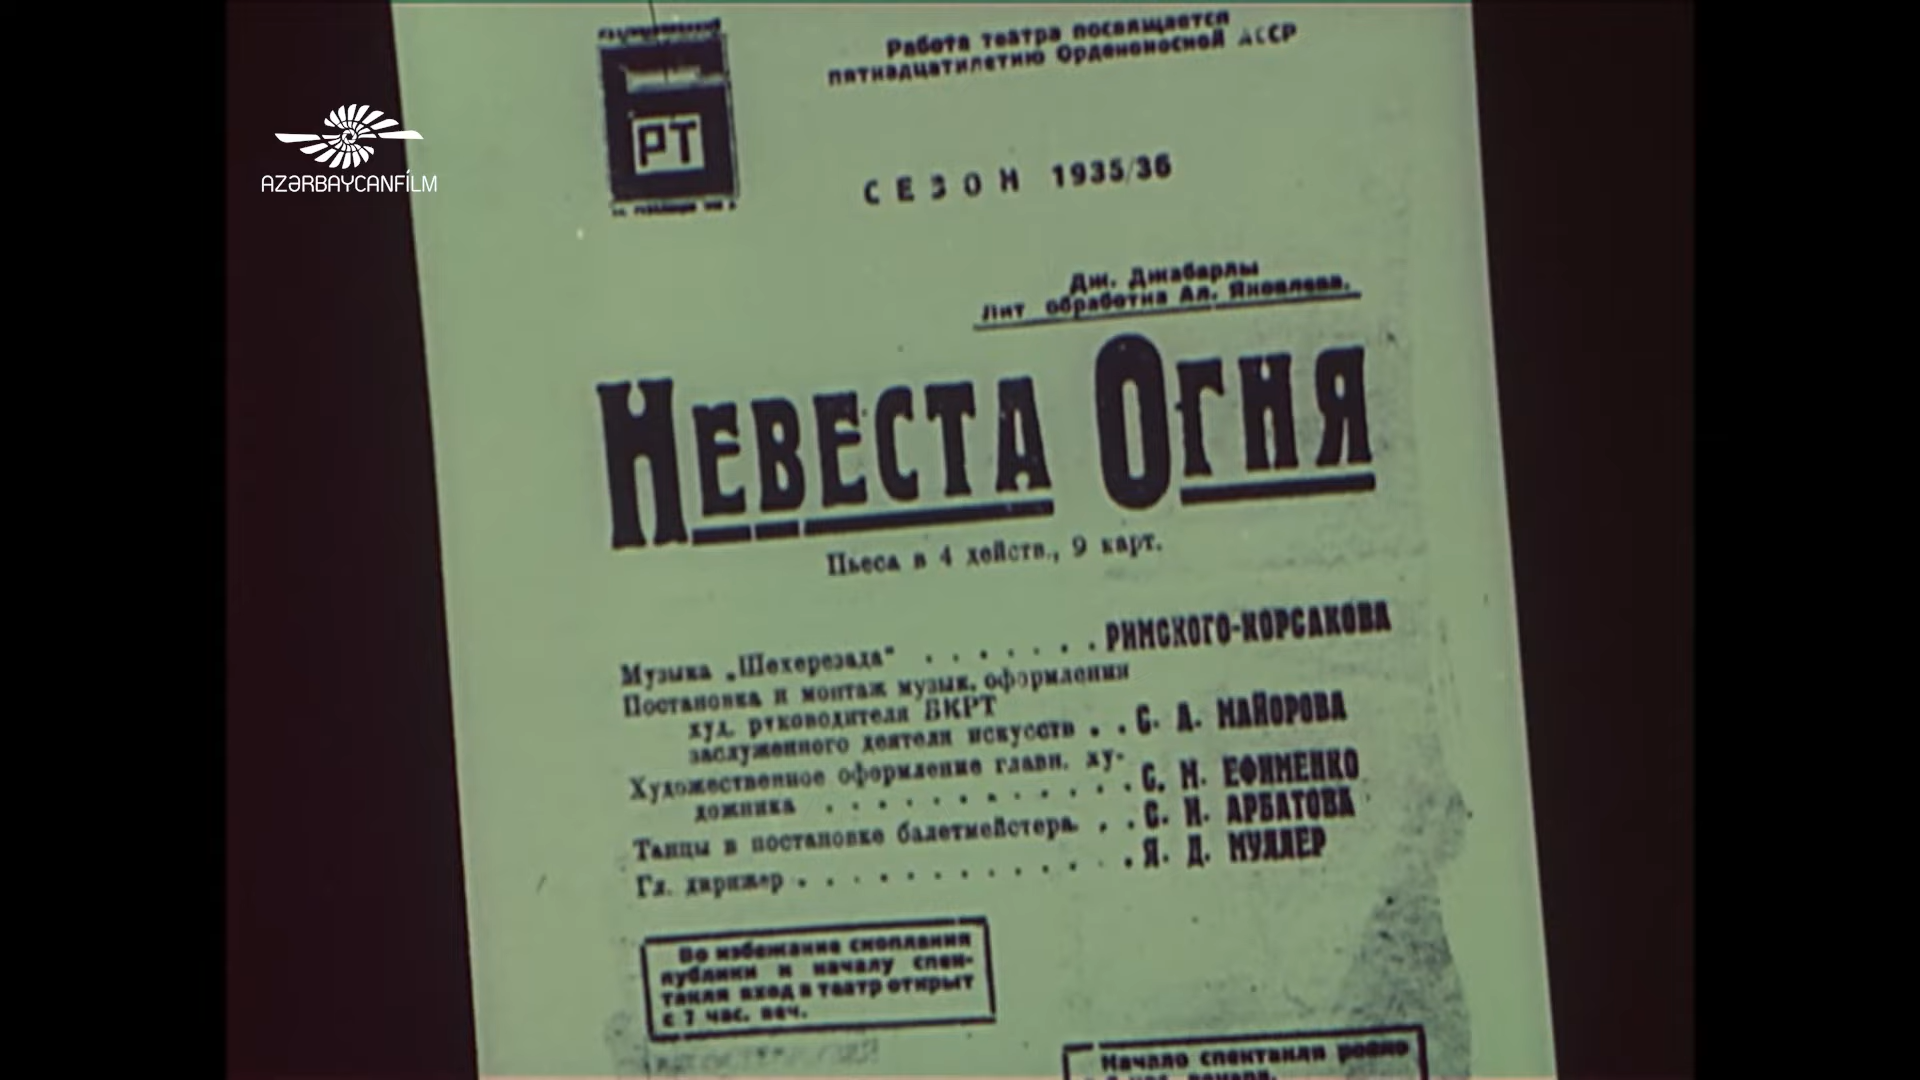 Работа театра посвящается
пятнадцатилетию Орденоносной АССР
РТ
AZƏRBAYCANFİLM
СЕЗОН 1935/36
Дж. Джабарлы
Лит обработка Ал. Яковлева.
НЕВЕСТА ОГНЯ
Пьеса в 4 действ., 9 карт.
Музыка „Шехерезада“ . . . . . . . РИМСКОГО-КОРСАКОВА
Постановка и монтаж музык. оформления
худ. руководителя БКРТ
заслуженного деятеля искусств . . С. А. МАЙОРОВА
Художественное оформление главн. ху-
дожника . . . . . . . . . . . . С. М. ЕФИМЕНКО
Танцы в постановке балетмейстера. . . С. Н. АРБАТОВА
Гл. дирижер . . . . . . . . . . . . . Я. Д. МУЛЛЕР
Во избежание скопления
публики к началу спек-
такля вход в театр открыт
с 7 час. веч.
Начало спектакля ровно